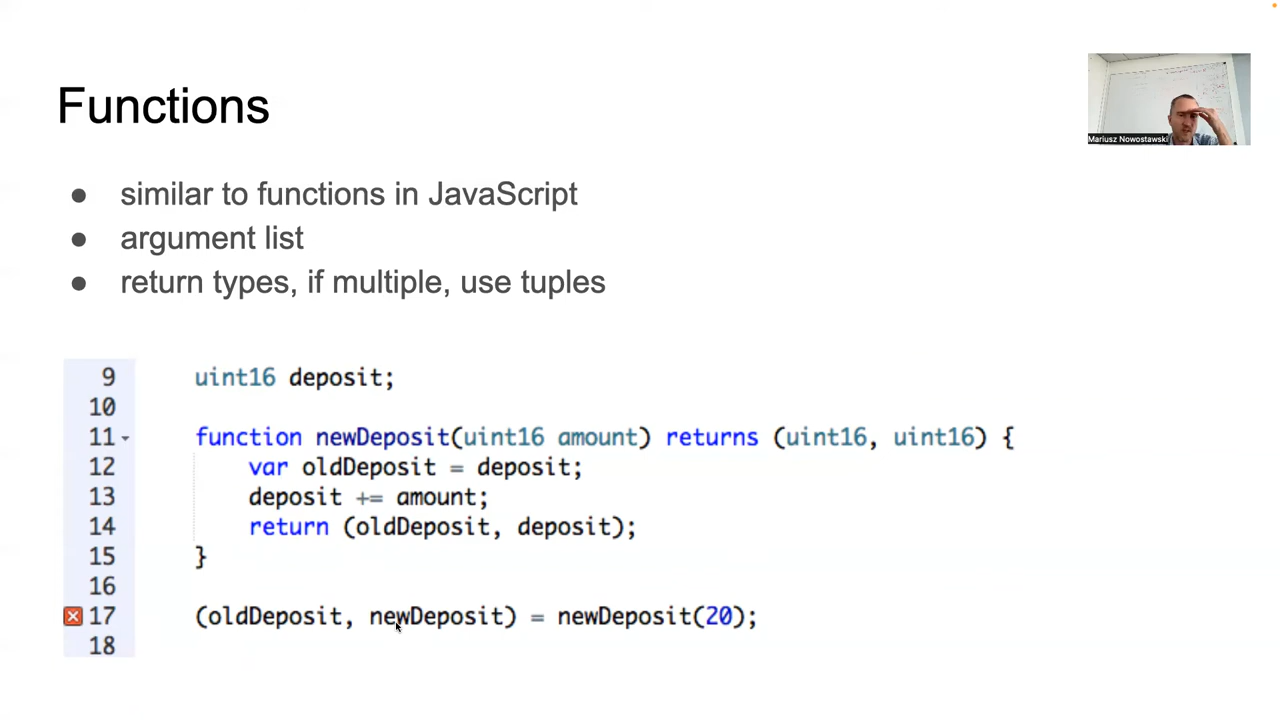 Functions
Mariusz Nowostawski
● similar to functions in JavaScript
● argument list
● return types, if multiple, use tuples
9 uint16 deposit;
10
11 function newDeposit(uint16 amount) returns (uint16, uint16) {
12 var oldDeposit = deposit;
13 deposit += amount;
14 return (oldDeposit, deposit);
15 }
16
17 (oldDeposit, newDeposit) = newDeposit(20);
18